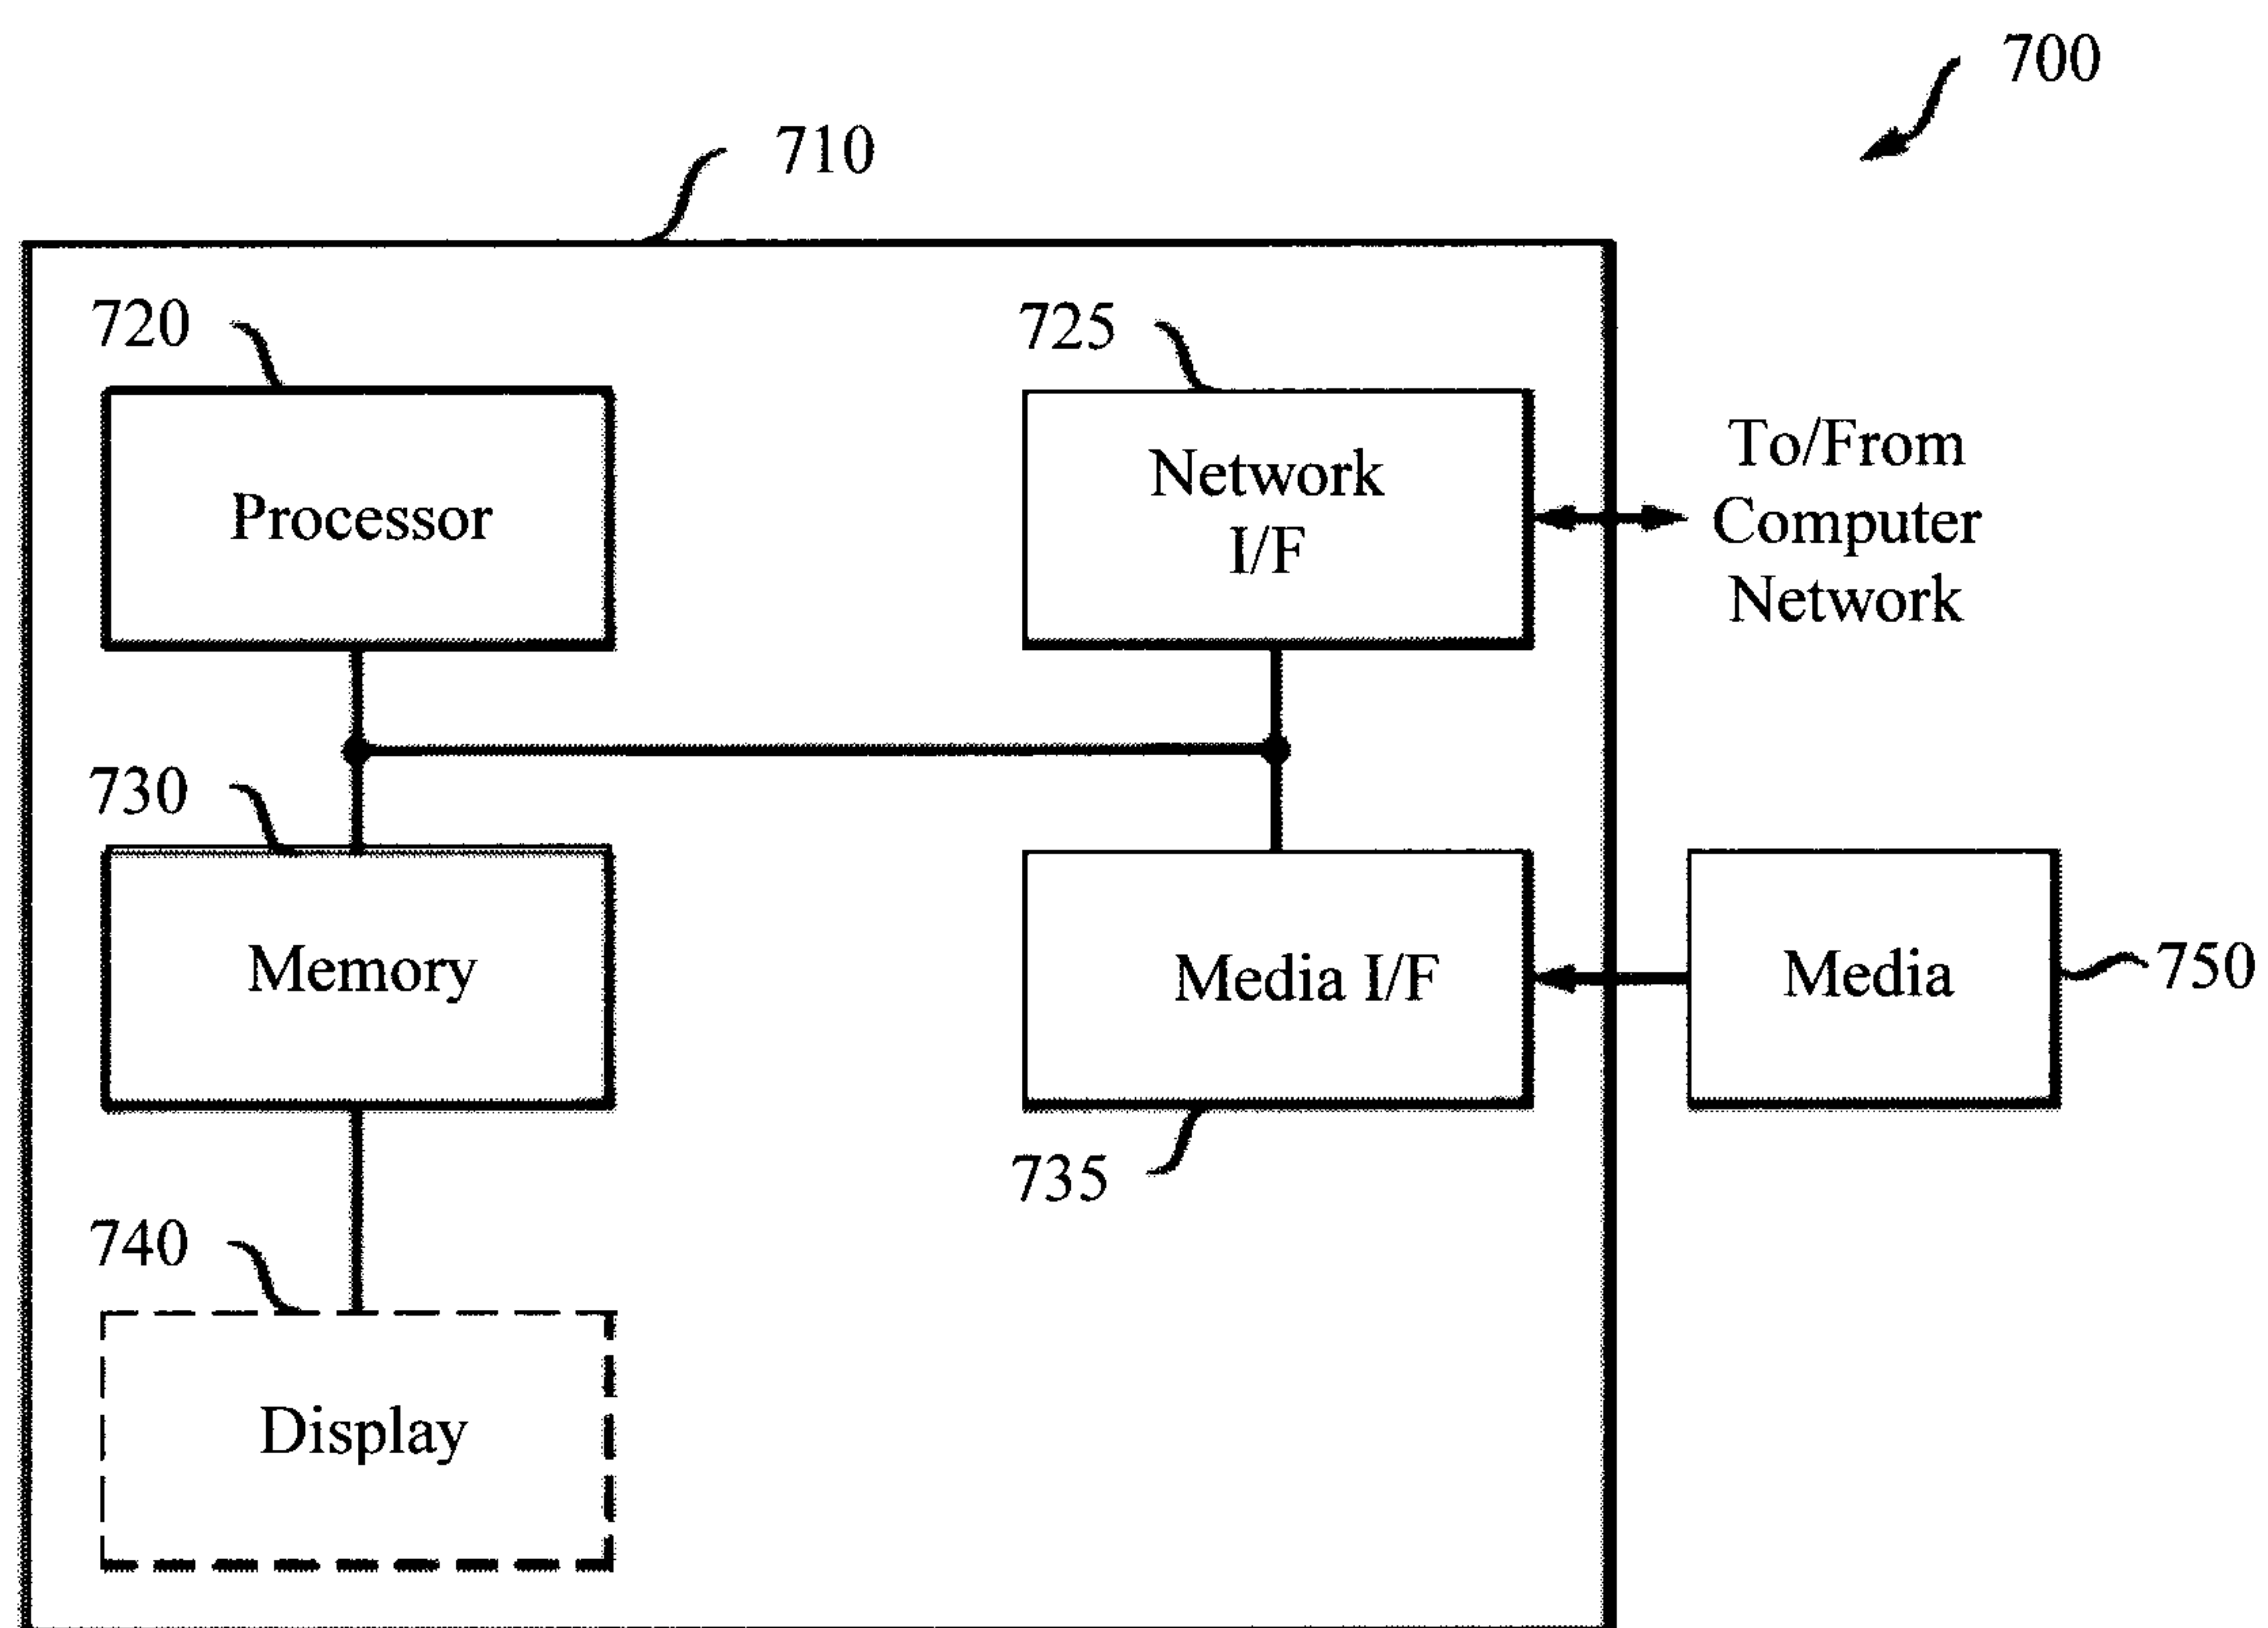 700
710
720
725
Processor
Network
I/F
To/From
Computer
Network
730
Memory
Media I/F
Media
750
735
740
Display